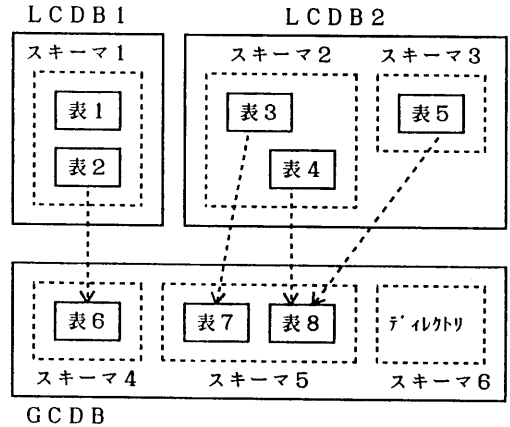 LCDB1
LCDB2
スキーマ1
スキーマ2
スキーマ3
表1
表2
表3
表4
表5
表6
表7
表8
ディレクトリ
スキーマ4
スキーマ5
スキーマ6
GCDB